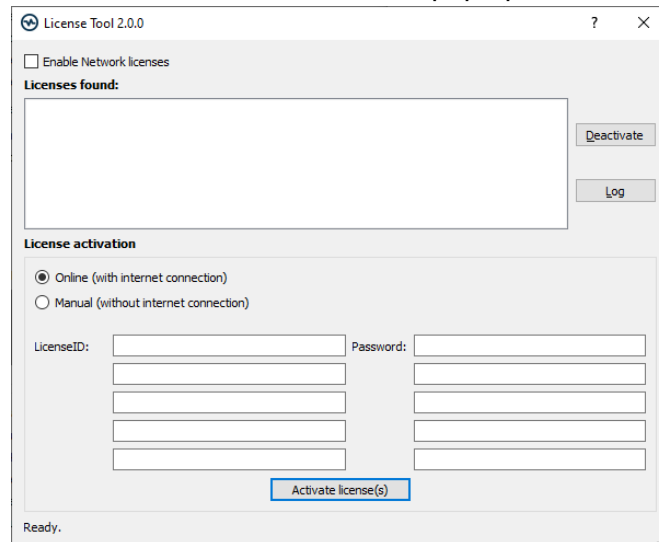 License Tool 2.0.0
Enable Network licenses
Licenses found:
Deactivate
Log
License activation
Online (with internet connection)
Manual (without internet connection)
LicenseID: Password:
Activate license(s)
Ready.